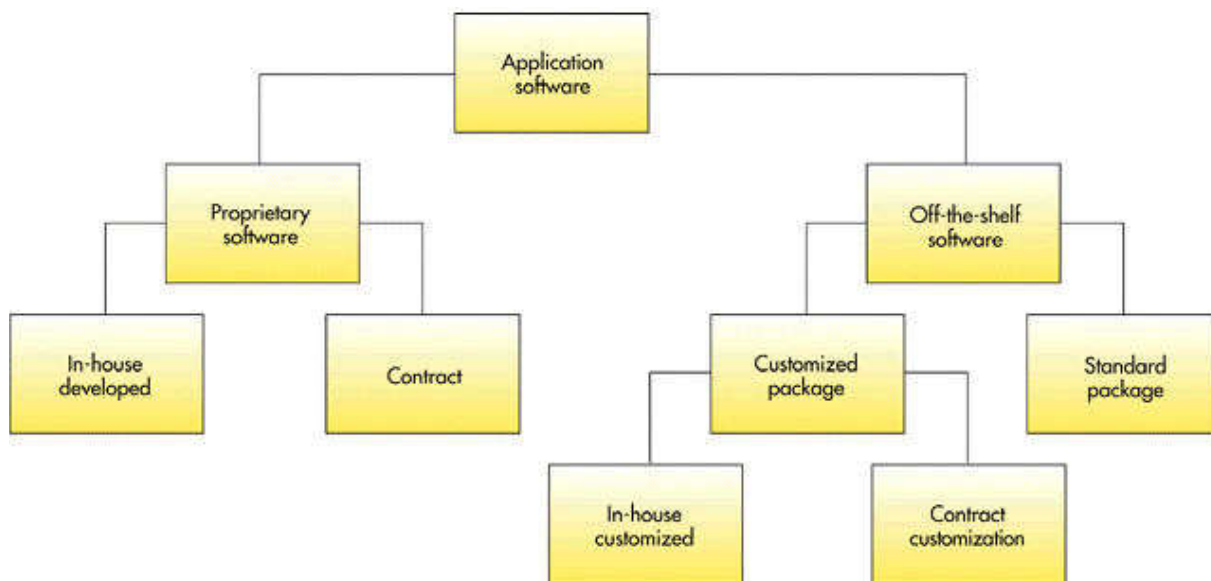 Application
software
Proprietary
software
Off-the-shelf
software
In-house
developed
Contract
Customized
package
Standard
package
In-house
customized
Contract
customization